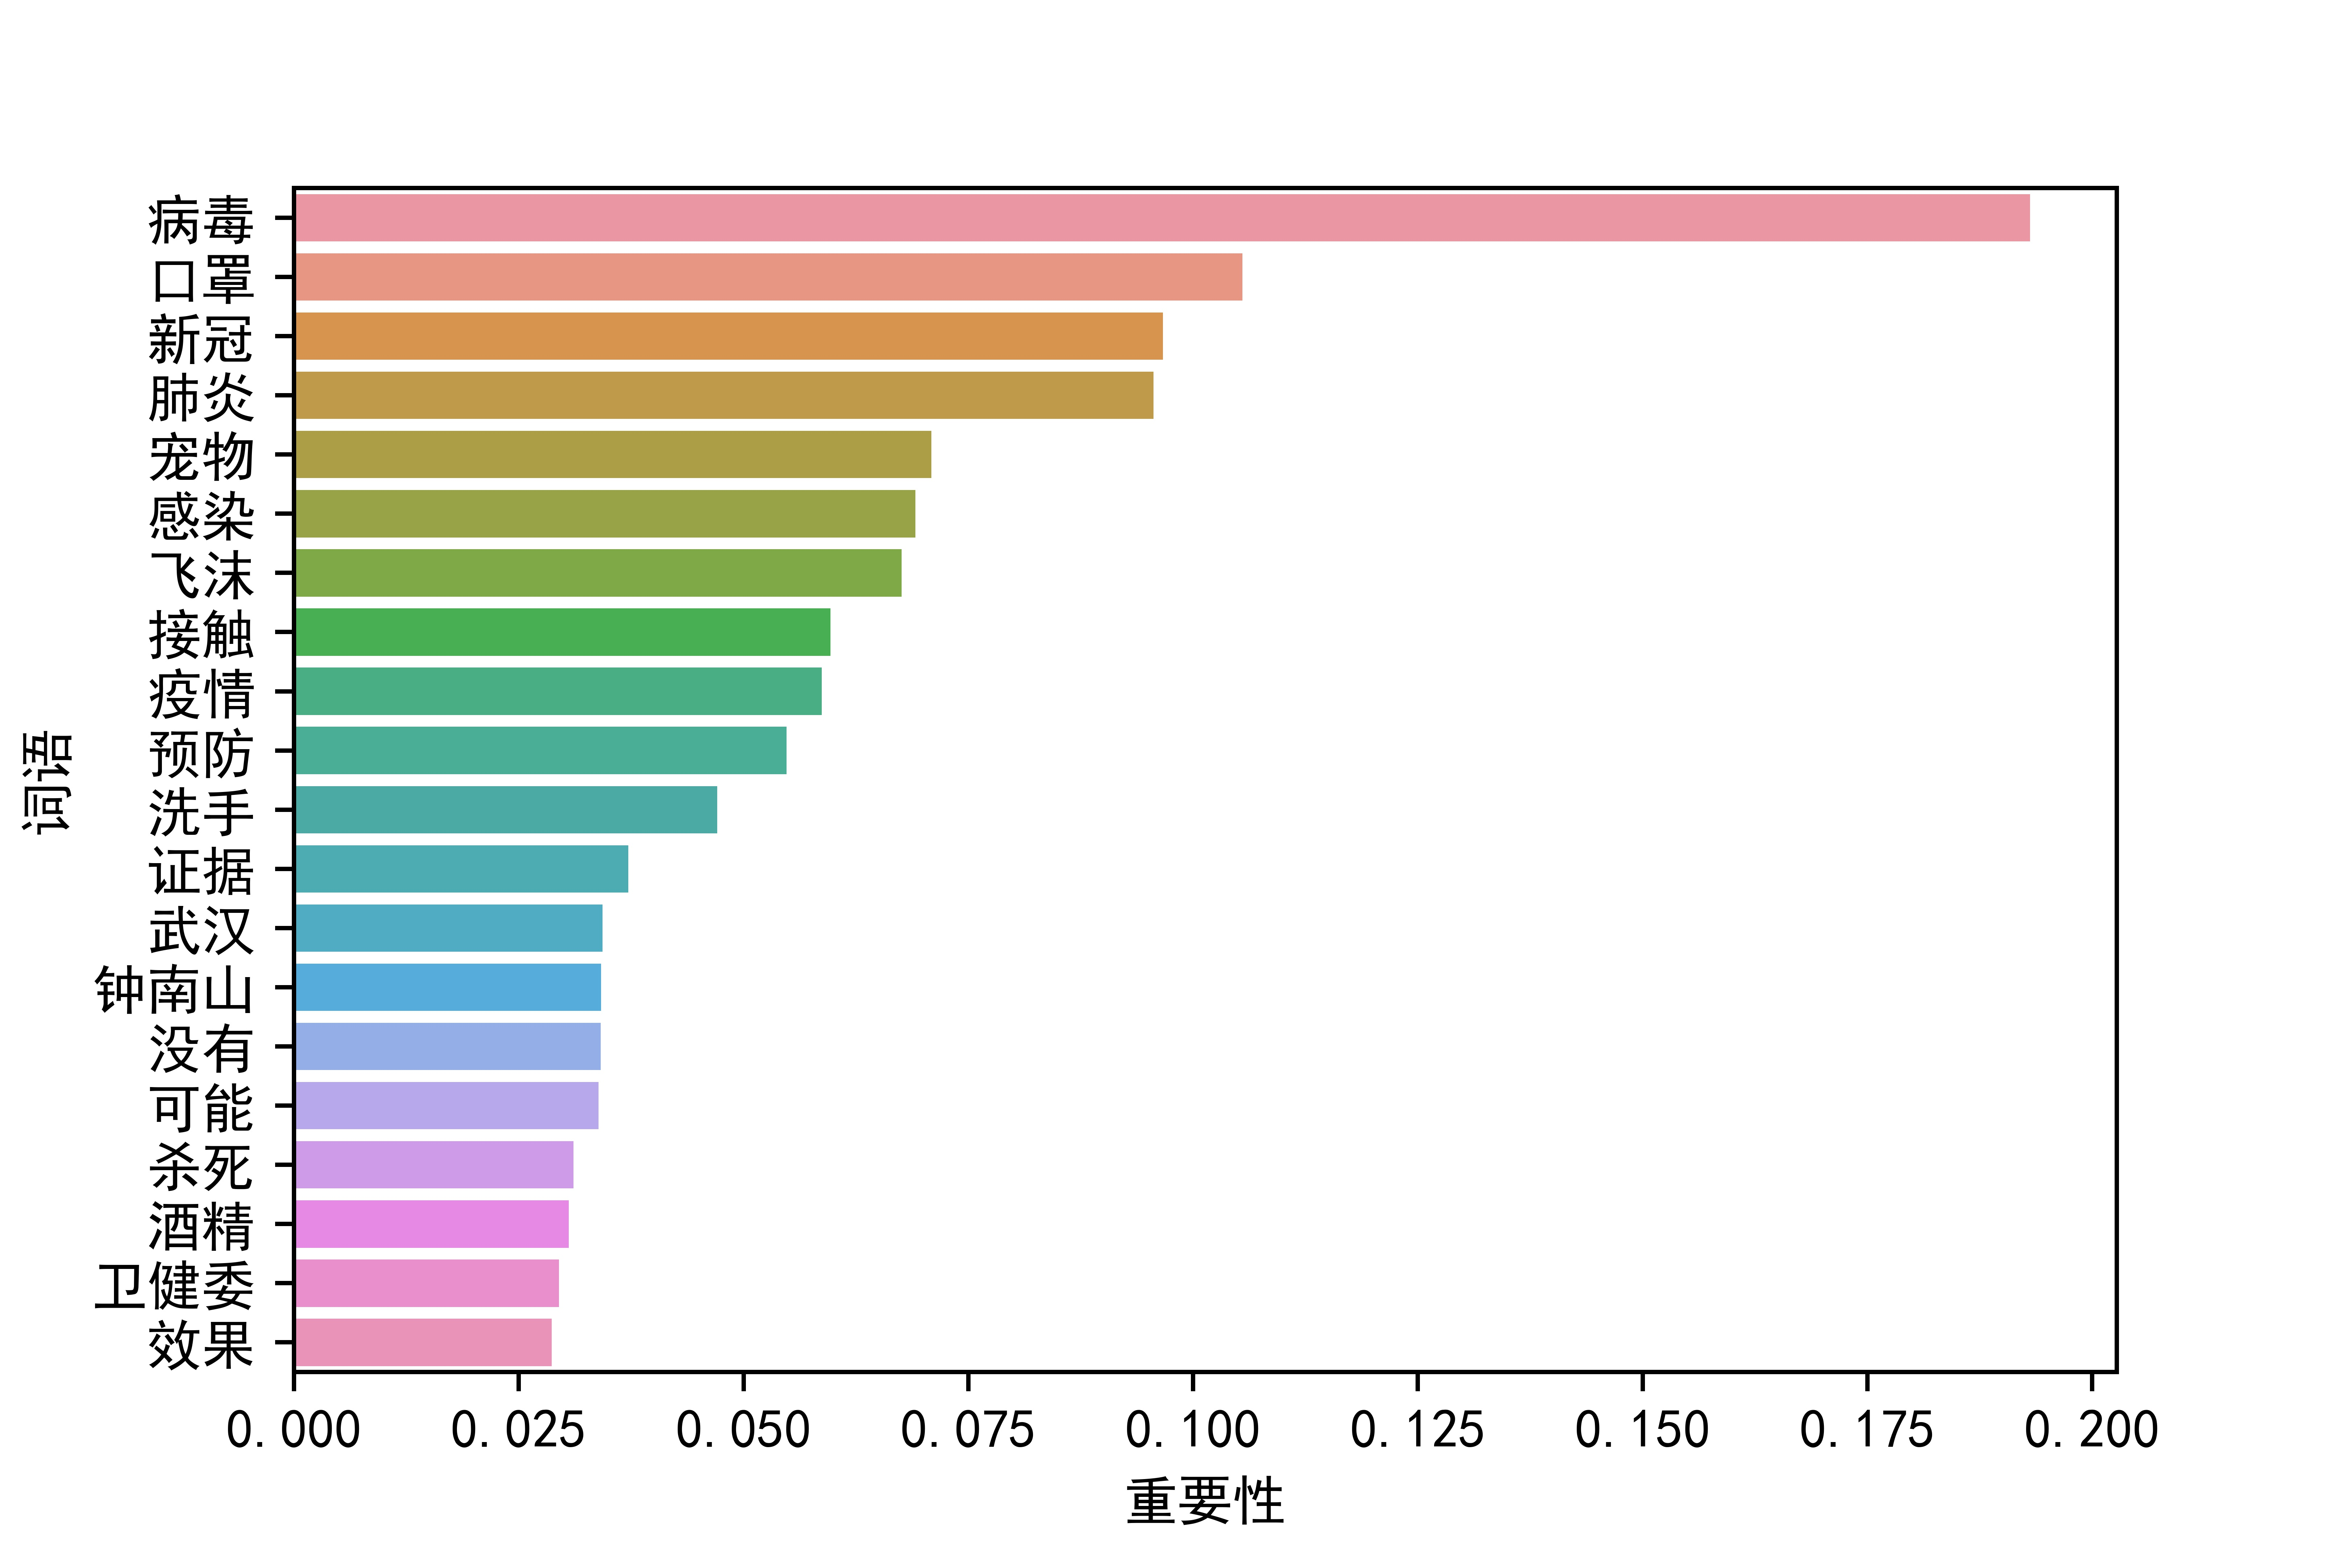 病毒
口罩
新冠
肺炎
宠物
感染
飞沫
接触
疫情
预防
洗手
证据
武汉
钟南山
没有
可能
杀死
酒精
卫健委
效果
词语
0.000 0.025 0.050 0.075 0.100 0.125 0.150 0.175 0.200
重要性